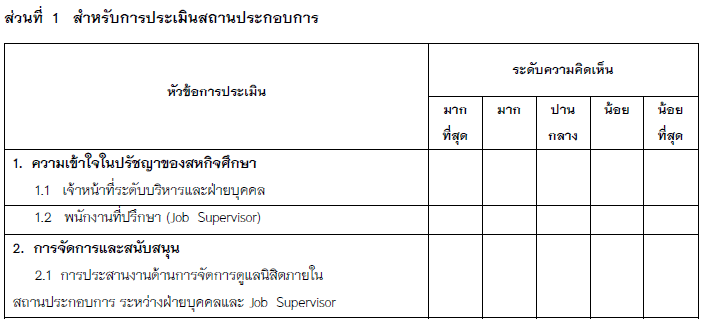 ส่วนที่ 1 สำหรับการประเมินสถานประกอบการ
หัวข้อการประเมิน
ระดับความคิดเห็น
มาก
ที่สุด
มาก
ปาน
กลาง
น้อย
น้อย
ที่สุด
1. ความเข้าใจในปรัชญาของสหกิจศึกษา
1.1 เจ้าหน้าที่ระดับบริหารและฝ่ายบุคคล
1.2 พนักงานที่ปรึกษา (Job Supervisor)
2. การจัดการและสนับสนุน
2.1 การประสานงานด้านการจัดการดูแลนิสิตภายใน
สถานประกอบการ ระหว่างฝ่ายบุคคลและ Job Supervisor